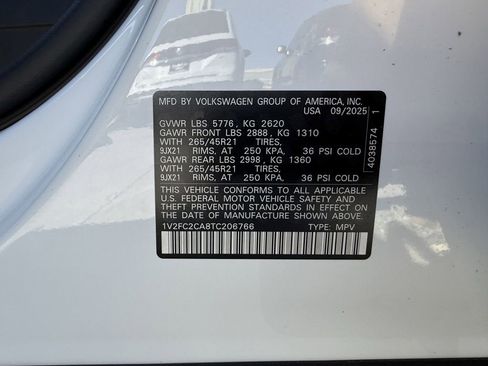 MFD BY VOLKSWAGEN GROUP OF AMERICA, INC.
USA 09/2025
GVWR LBS 5776, KG 2620
GAWR FRONT LBS 2888, KG 1310
WITH 265/45R21 TIRES,
9JX21 RIMS, AT 250 KPA, 36 PSI COLD
GAWR REAR LBS 2998, KG 1360
WITH 265/45R21 TIRES,
9JX21 RIMS, AT 250 KPA, 36 PSI COLD
THIS VEHICLE CONFORMS TO ALL APPLICABLE
U.S. FEDERAL MOTOR VEHICLE SAFETY AND
THEFT PREVENTION STANDARDS IN EFFECT ON
THE DATE OF MANUFACTURE SHOWN ABOVE.
1V2FC2CA8TC206766 TYPE: MPV
4038574 1